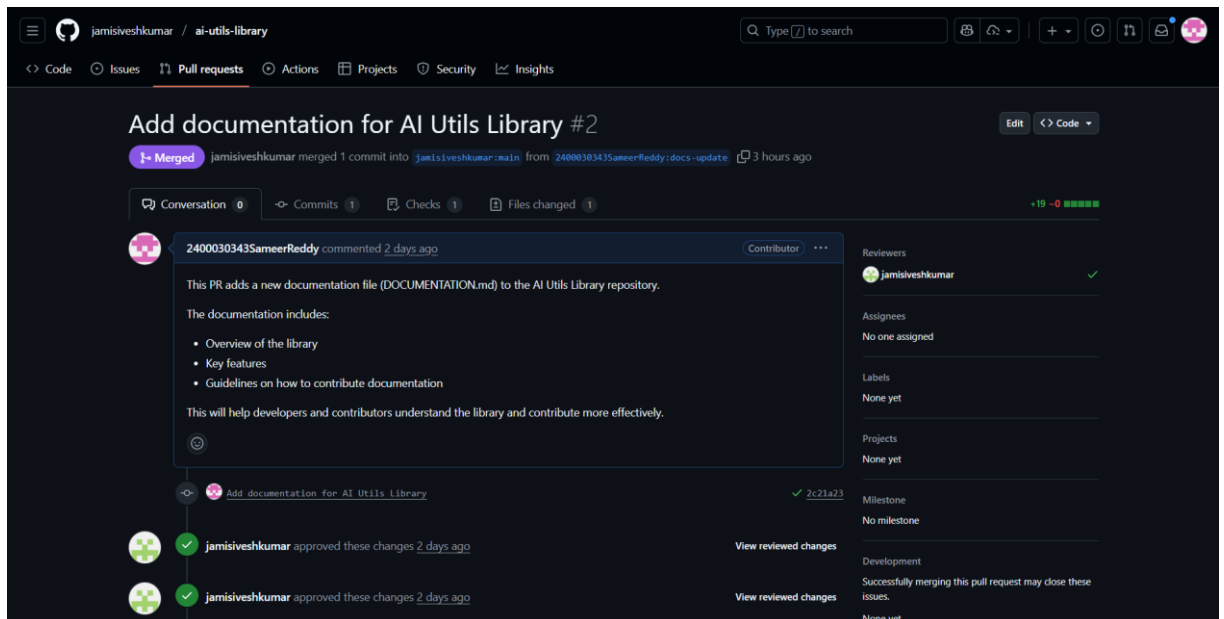 jamisiveshkumar / ai-utils-library
Type / to search
Code Issues Pull requests Actions Projects Security Insights
Add documentation for AI Utils Library #2
Edit Code
Merged jamisiveshkumar merged 1 commit into jamisiveshkumar:main from 2400030343SameerReddy:docs-update 3 hours ago
Conversation 0 Commits 1 Checks 1 Files changed 1
+19 −0
2400030343SameerReddy commented 2 days ago
Contributor
This PR adds a new documentation file (DOCUMENTATION.md) to the AI Utils Library repository.
The documentation includes:
• Overview of the library
• Key features
• Guidelines on how to contribute documentation
This will help developers and contributors understand the library and contribute more effectively.
Add documentation for AI Utils Library
2c21a23
jamisiveshkumar approved these changes 2 days ago
View reviewed changes
jamisiveshkumar approved these changes 2 days ago
View reviewed changes
Reviewers
jamisiveshkumar
Assignees
No one assigned
Labels
None yet
Projects
None yet
Milestone
No milestone
Development
Successfully merging this pull request may close these
issues.
None yet